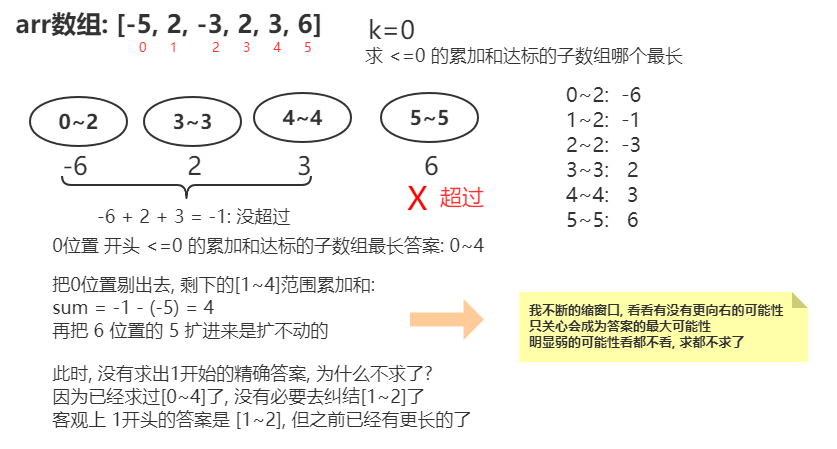 arr数组: [-5, 2, -3, 2, 3, 6]
0 1 2 3 4 5
k=0
求 <=0 的累加和达标的子数组哪个最长
0~2 3~3 4~4 5~5
-6 2 3 6
X 超过
-6 + 2 + 3 = -1: 没超过
0~2: -6
1~2: -1
2~2: -3
3~3: 2
4~4: 3
5~5: 6
0位置 开头 <=0 的累加和达标的子数组最长答案: 0~4
把0位置剔出去, 剩下的[1~4]范围累加和:
sum = -1 - (-5) = 4
再把 6 位置的 5 扩进来是扩不动的
我不断的缩窗口, 看看有没有更向右的可能性
只关心会成为答案的最大可能性
明显弱的可能性看都不看, 求都不求了
此时, 没有求出1开始的精确答案, 为什么不求了?
因为已经求过[0~4]了, 没有必要去纠结[1~2]了
客观上 1开头的答案是 [1~2], 但之前已经有更长的了